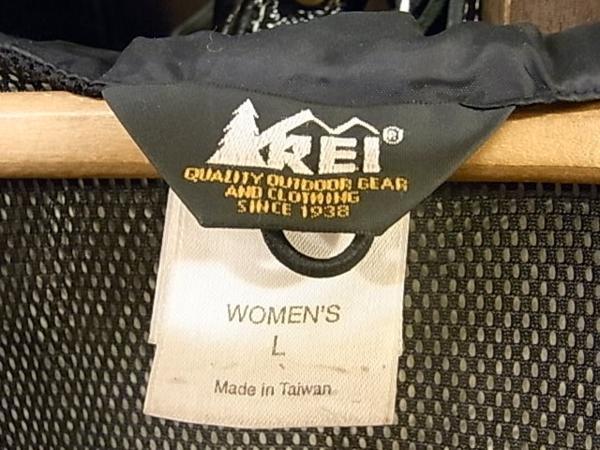 REI®
QUALITY OUTDOOR GEAR
AND CLOTHING
SINCE 1938
WOMEN'S
L
Made in Taiwan